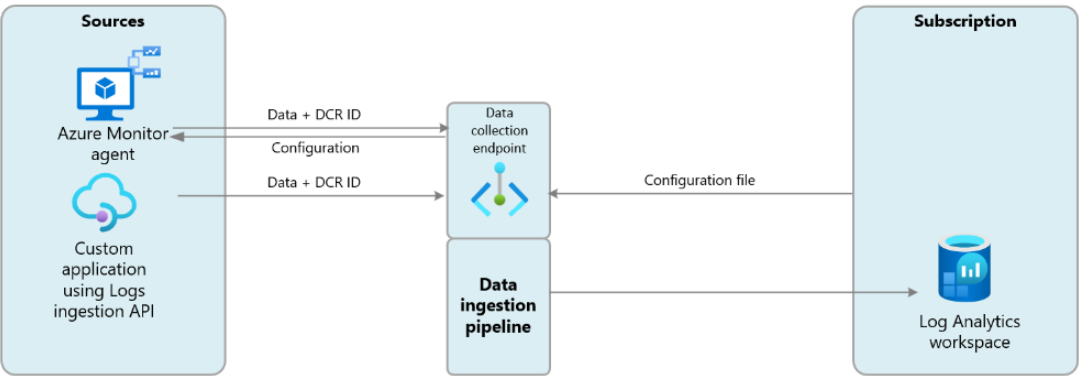 Sources
Azure Monitor
agent
Custom
application
using Logs
ingestion API
Data + DCR ID
Configuration
Data + DCR ID
Data
collection
endpoint
Data
ingestion
pipeline
Configuration file
Subscription
Log Analytics
workspace